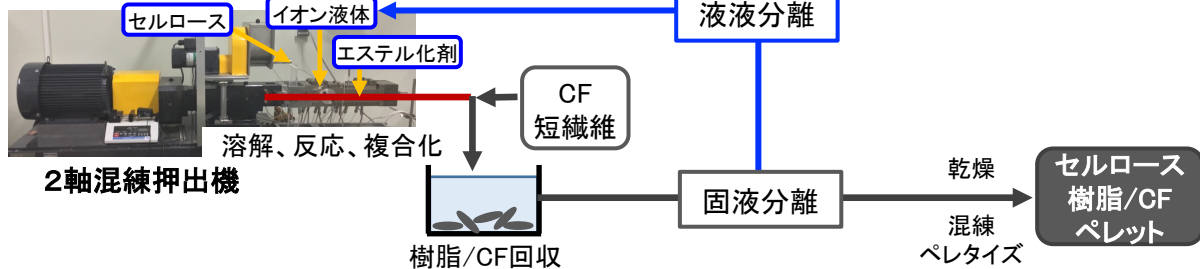 セルロース
イオン液体
エステル化剤
液液分離
CF
短繊維
溶解、反応、複合化
2軸混練押出機
樹脂/CF回収
固液分離
乾燥
混練
ペレタイズ
セルロース
樹脂/CF
ペレット